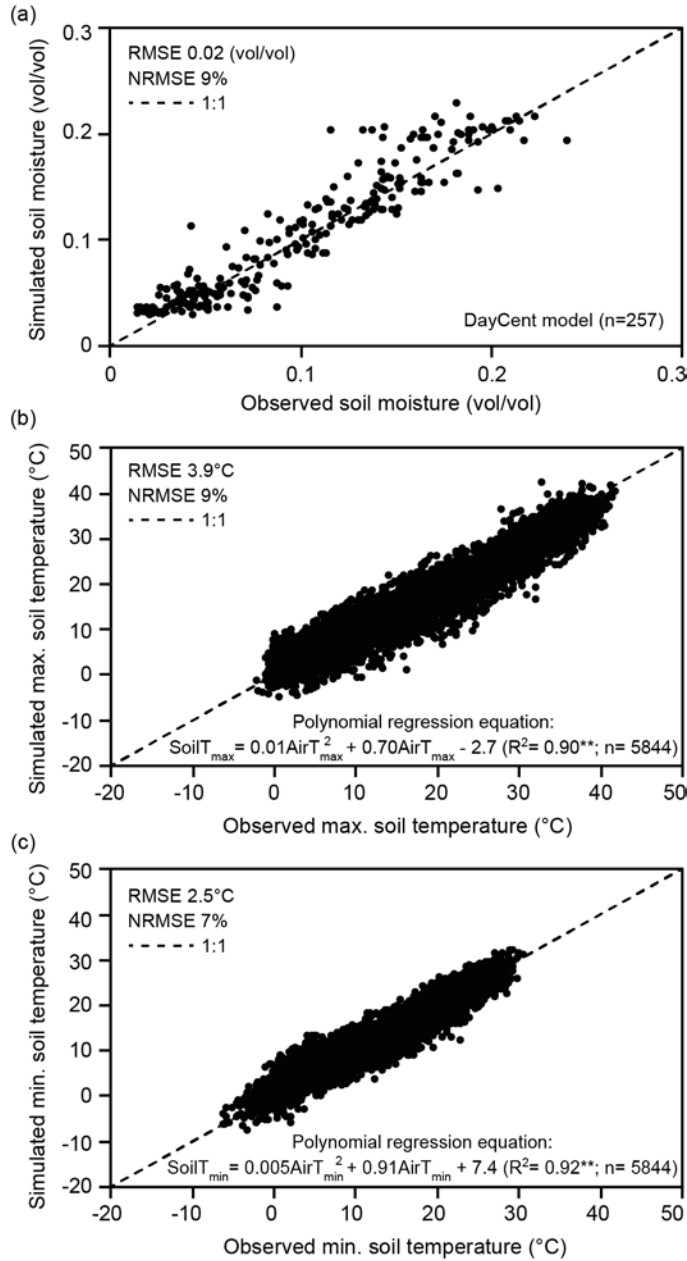 (a)
0.3
RMSE 0.02 (vol/vol)
NRMSE 9%
1:1
0.2
0.1
0
DayCent model (n=257)
0
0.1
0.2
0.3
Simulated soil moisture (vol/vol)
Observed soil moisture (vol/vol)
(b)
50
RMSE 3.9°C
40
NRMSE 9%
1:1
30
20
10
0
-10
-20
Polynomial regression equation:
SoilTmax= 0.01AirTmax2 + 0.70AirTmax - 2.7 (R2= 0.90**; n= 5844)
-20
-10
0
10
20
30
40
50
Simulated max. soil temperature (°C)
Observed max. soil temperature (°C)
(c)
50
RMSE 2.5°C
40
NRMSE 7%
1:1
30
20
10
0
-10
-20
Polynomial regression equation:
SoilTmin= 0.005AirTmin2 + 0.91AirTmin + 7.4 (R2= 0.92**; n= 5844)
-20
-10
0
10
20
30
40
50
Simulated min. soil temperature (°C)
Observed min. soil temperature (°C)